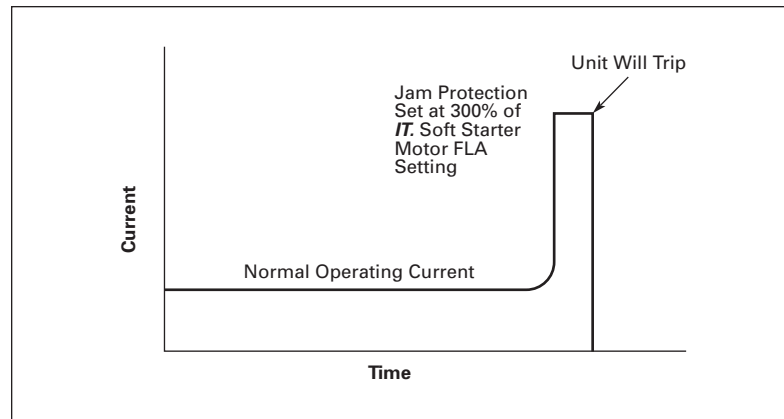 Unit Will Trip
Jam Protection
Set at 300% of
IT. Soft Starter
Motor FLA
Setting
Current
Normal Operating Current
Time